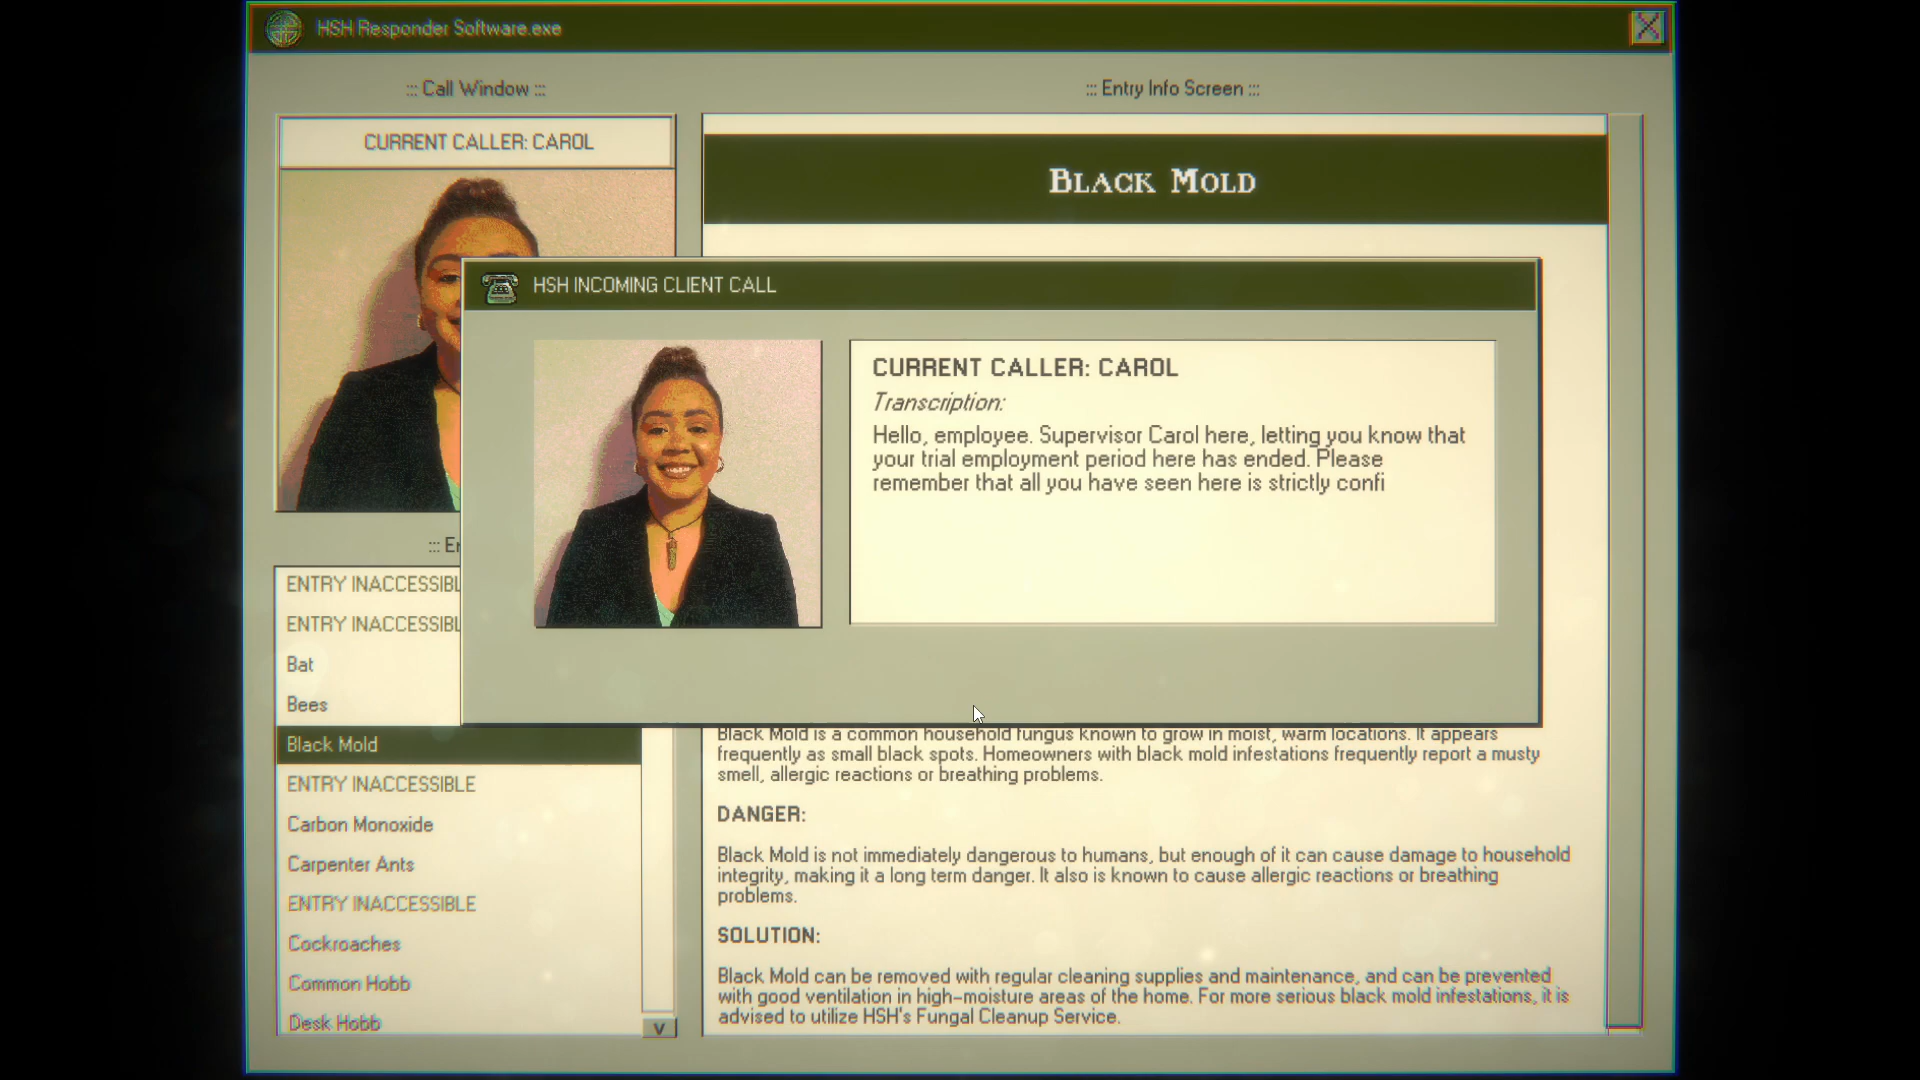 HSH Responder Software.exe
::: Call Window :::
::: Entry Info Screen :::
CURRENT CALLER: CAROL
BLACK MOLD
HSH INCOMING CLIENT CALL
CURRENT CALLER: CAROL
Transcription:
Hello, employee. Supervisor Carol here, letting you know that
your trial employment period here has ended. Please
remember that all you have seen here is strictly confi
::: En
ENTRY INACCESSIBL
ENTRY INACCESSIBL
Bat
Bees
Black Mold
ENTRY INACCESSIBLE
Carbon Monoxide
Carpenter Ants
ENTRY INACCESSIBLE
Cockroaches
Common Hobb
Desk Hobb
V
Black Mold is a common household fungus known to grow in moist, warm locations. It appears
frequently as small black spots. Homeowners with black mold infestations frequently report a musty
smell, allergic reactions or breathing problems.
DANGER:
Black Mold is not immediately dangerous to humans, but enough of it can cause damage to household
integrity, making it a long term danger. It also is known to cause allergic reactions or breathing
problems.
SOLUTION:
Black Mold can be removed with regular cleaning supplies and maintenance, and can be prevented
with good ventilation in high-moisture areas of the home. For more serious black mold infestations, it is
advised to utilize HSH's Fungal Cleanup Service.